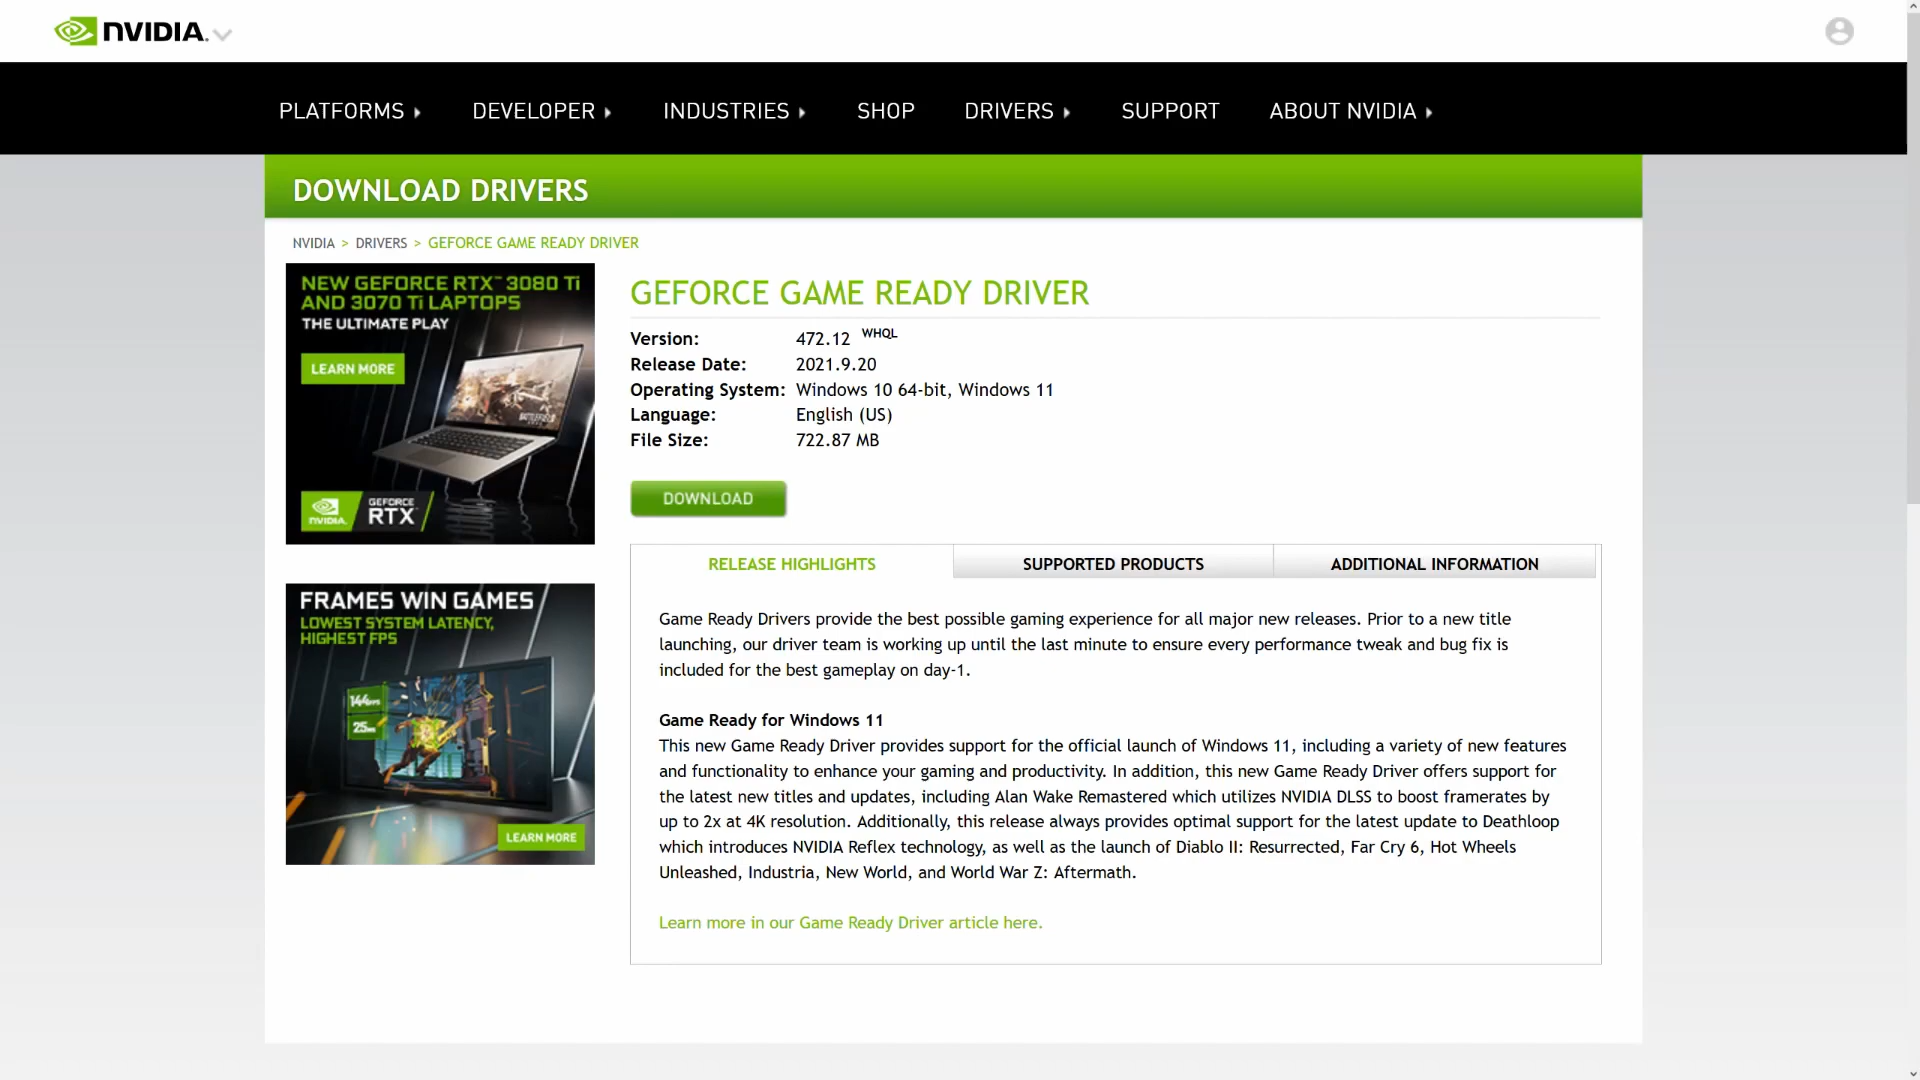 NVIDIA.
PLATFORMS
DEVELOPER
INDUSTRIES
SHOP
DRIVERS
SUPPORT
ABOUT NVIDIA
DOWNLOAD DRIVERS
NVIDIA > DRIVERS > GEFORCE GAME READY DRIVER
NEW GEFORCE RTX™ 3080 Ti
AND 3070 Ti LAPTOPS
THE ULTIMATE PLAY
LEARN MORE
BATTLEFIELD
NVIDIA.
GEFORCE
RTX
FRAMES WIN GAMES
LOWEST SYSTEM LATENCY,
HIGHEST FPS
144FPS
25ms
LEARN MORE
GEFORCE GAME READY DRIVER
Version: 472.12 WHQL
Release Date: 2021.9.20
Operating System: Windows 10 64-bit, Windows 11
Language: English (US)
File Size: 722.87 MB
DOWNLOAD
RELEASE HIGHLIGHTS
SUPPORTED PRODUCTS
ADDITIONAL INFORMATION
Game Ready Drivers provide the best possible gaming experience for all major new releases. Prior to a new title
launching, our driver team is working up until the last minute to ensure every performance tweak and bug fix is
included for the best gameplay on day-1.
Game Ready for Windows 11
This new Game Ready Driver provides support for the official launch of Windows 11, including a variety of new features
and functionality to enhance your gaming and productivity. In addition, this new Game Ready Driver offers support for
the latest new titles and updates, including Alan Wake Remastered which utilizes NVIDIA DLSS to boost framerates by
up to 2x at 4K resolution. Additionally, this release always provides optimal support for the latest update to Deathloop
which introduces NVIDIA Reflex technology, as well as the launch of Diablo II: Resurrected, Far Cry 6, Hot Wheels
Unleashed, Industria, New World, and World War Z: Aftermath.
Learn more in our Game Ready Driver article here.